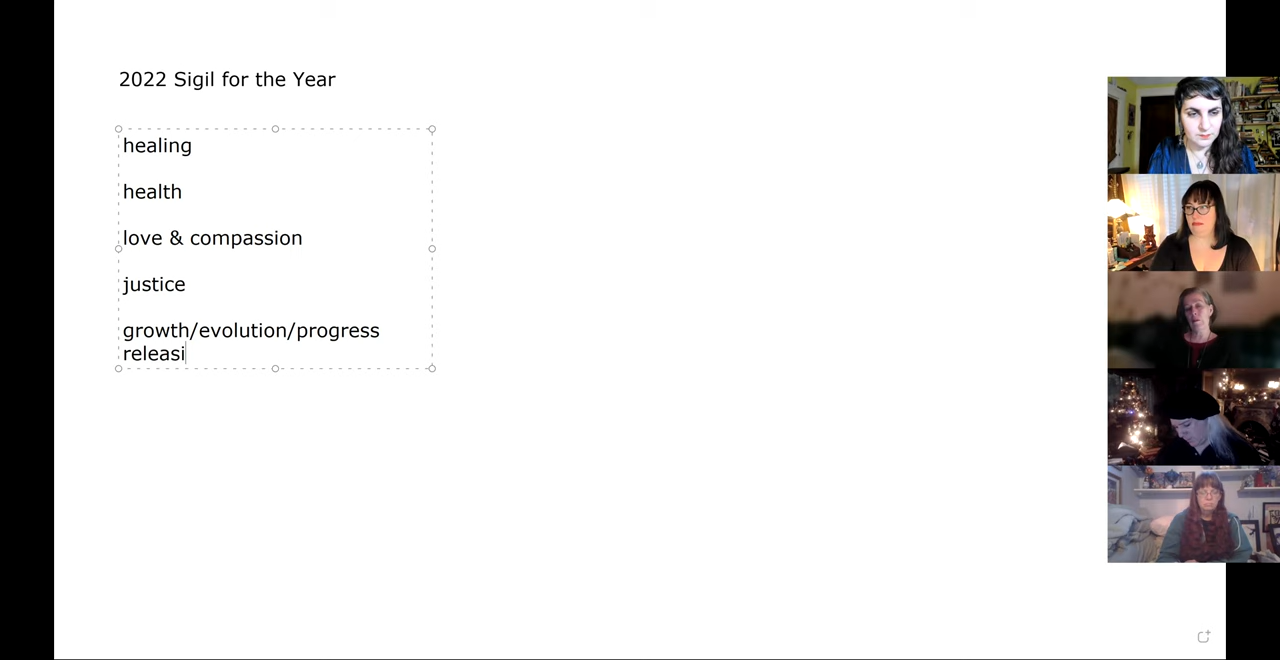 2022 Sigil for the Year
healing
health
love & compassion
justice
growth/evolution/progress
releasi